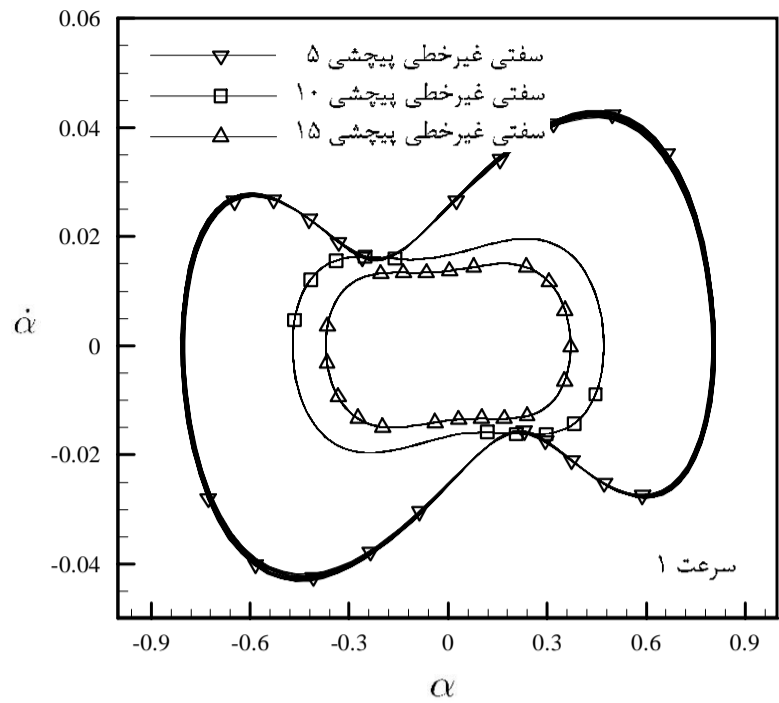 0.06
سفتی غیرخطی پیچشی ۵
سفتی غیرخطی پیچشی ۱۰
سفتی غیرخطی پیچشی ۱۵
0.04
0.02
α̇
0
-0.02
-0.04
سرعت ۱
-0.9 -0.6 -0.3 0 0.3 0.6 0.9
α